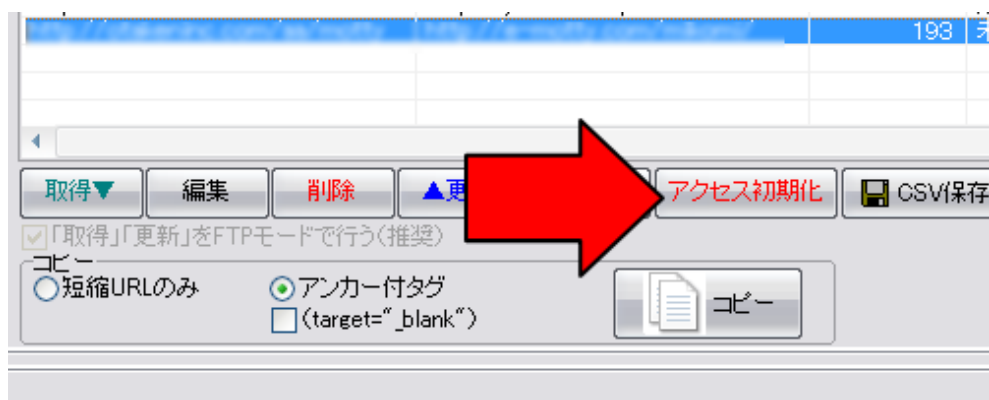 193
取得▼ 編集 削除 ▲更 アクセス初期化 CSV保存
「取得」「更新」をFTPモードで行う(推奨)
コピー
短縮URLのみ アンカー付タグ
(target="_blank") コピー